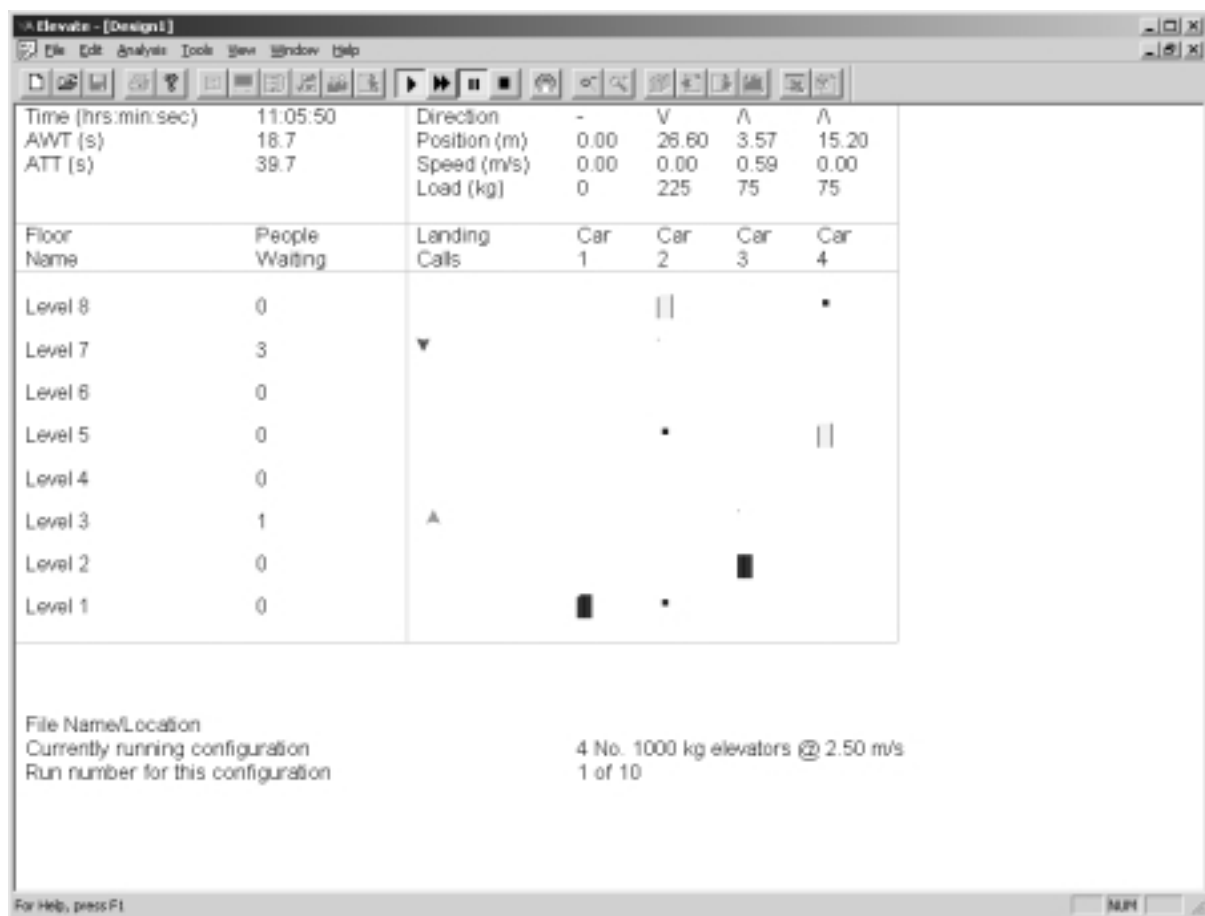 Elevate - [Design1]
File Edit Analysis Tools View Window Help
Time (hrs:min:sec) 11:05:50 Direction - V Λ Λ
AWT (s) 18.7 Position (m) 0.00 26.60 3.57 15.20
ATT (s) 39.7 Speed (m/s) 0.00 0.00 0.59 0.00
Load (kg) 0 225 75 75
Floor People Landing Car Car Car Car
Name Waiting Calls 1 2 3 4
Level 8 0
Level 7 3
Level 6 0
Level 5 0
Level 4 0
Level 3 1
Level 2 0
Level 1 0
File Name/Location
Currently running configuration 4 No. 1000 kg elevators @ 2.50 m/s
Run number for this configuration 1 of 10
For Help, press F1 NUM